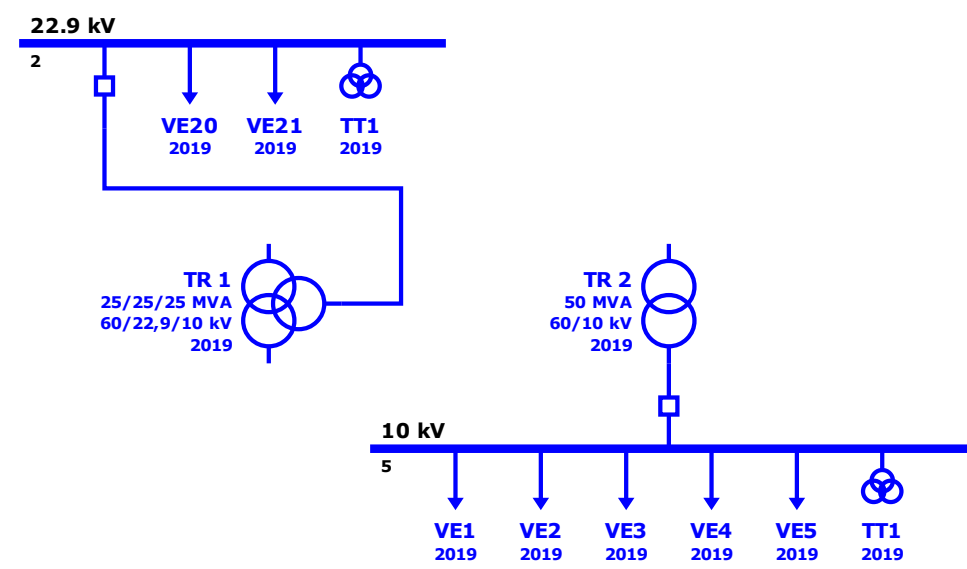 22.9 kV
2
VE20 VE21 TT1
2019 2019 2019
TR 1
25/25/25 MVA
60/22,9/10 kV
2019
TR 2
50 MVA
60/10 kV
2019
10 kV
5
VE1 VE2 VE3 VE4 VE5 TT1
2019 2019 2019 2019 2019 2019